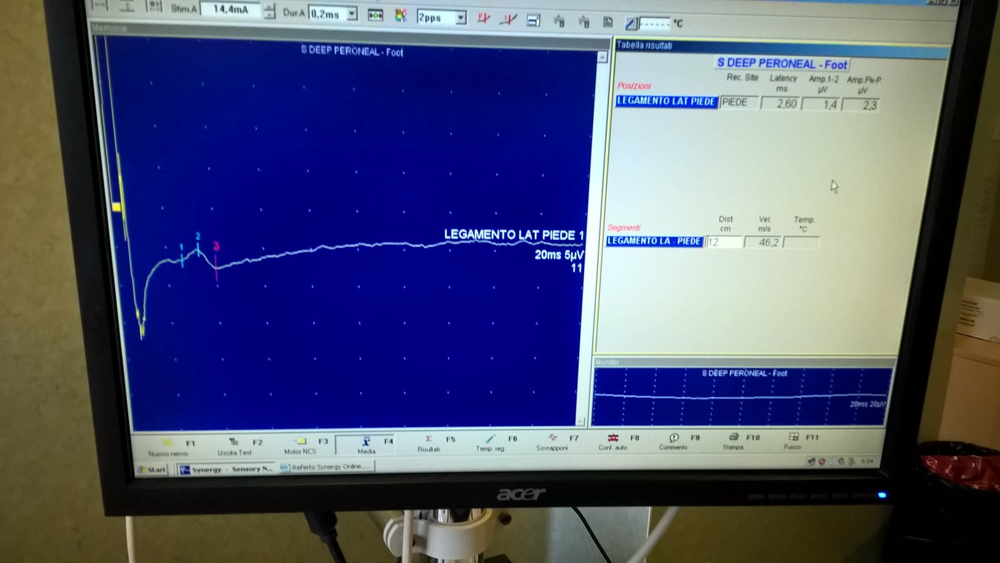 Stim.A 14,4mA Dur.A 0,2ms 2pps ------ °C
Memorie
S DEEP PERONEAL - Foot
1
2
3
LEGAMENTO LAT PIEDE 1
20ms 5µV
11
Tabella risultati
S DEEP PERONEAL - Foot
Rec. Site Latency Amp.1-2 Amp.Pk-P
Posizioni ms µV µV
LEGAMENTO LAT PIEDE PIEDE 2,60 1,4 2,3
Dist. Vel. Temp.
Segmenti cm m/s °C
LEGAMENTO LA - PIEDE 12 46,2
Monitor
S DEEP PERONEAL - Foot
20ms 20µV
F1 F2 F3 F4 F5 F6 F7 F8 F9 F10 F11
Nuovo nervo Uscita Test Motor NCS Media Risultati Temp. reg. Sovrapponi Conf. auto Comments Stampa Fuoco
Start Synergy - Sensory N... Referto Synergy Online.... 9.54
acer